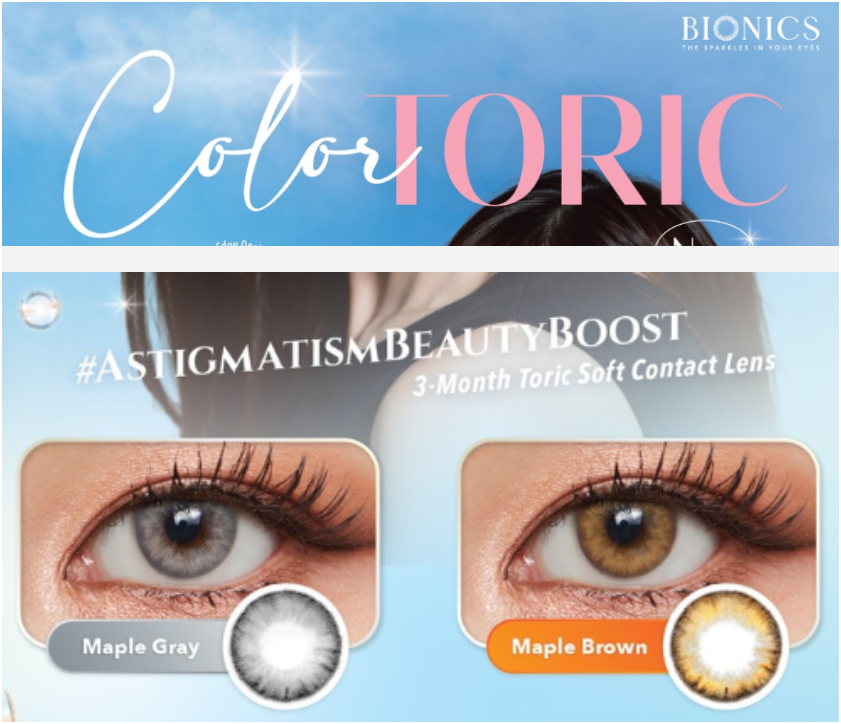 BIONICS
THE SPARKLES IN YOUR EYES
Color TORIC
#ASTIGMATISMBEAUTYBOOST
3-Month Toric Soft Contact Lens
Maple Gray
Maple Brown